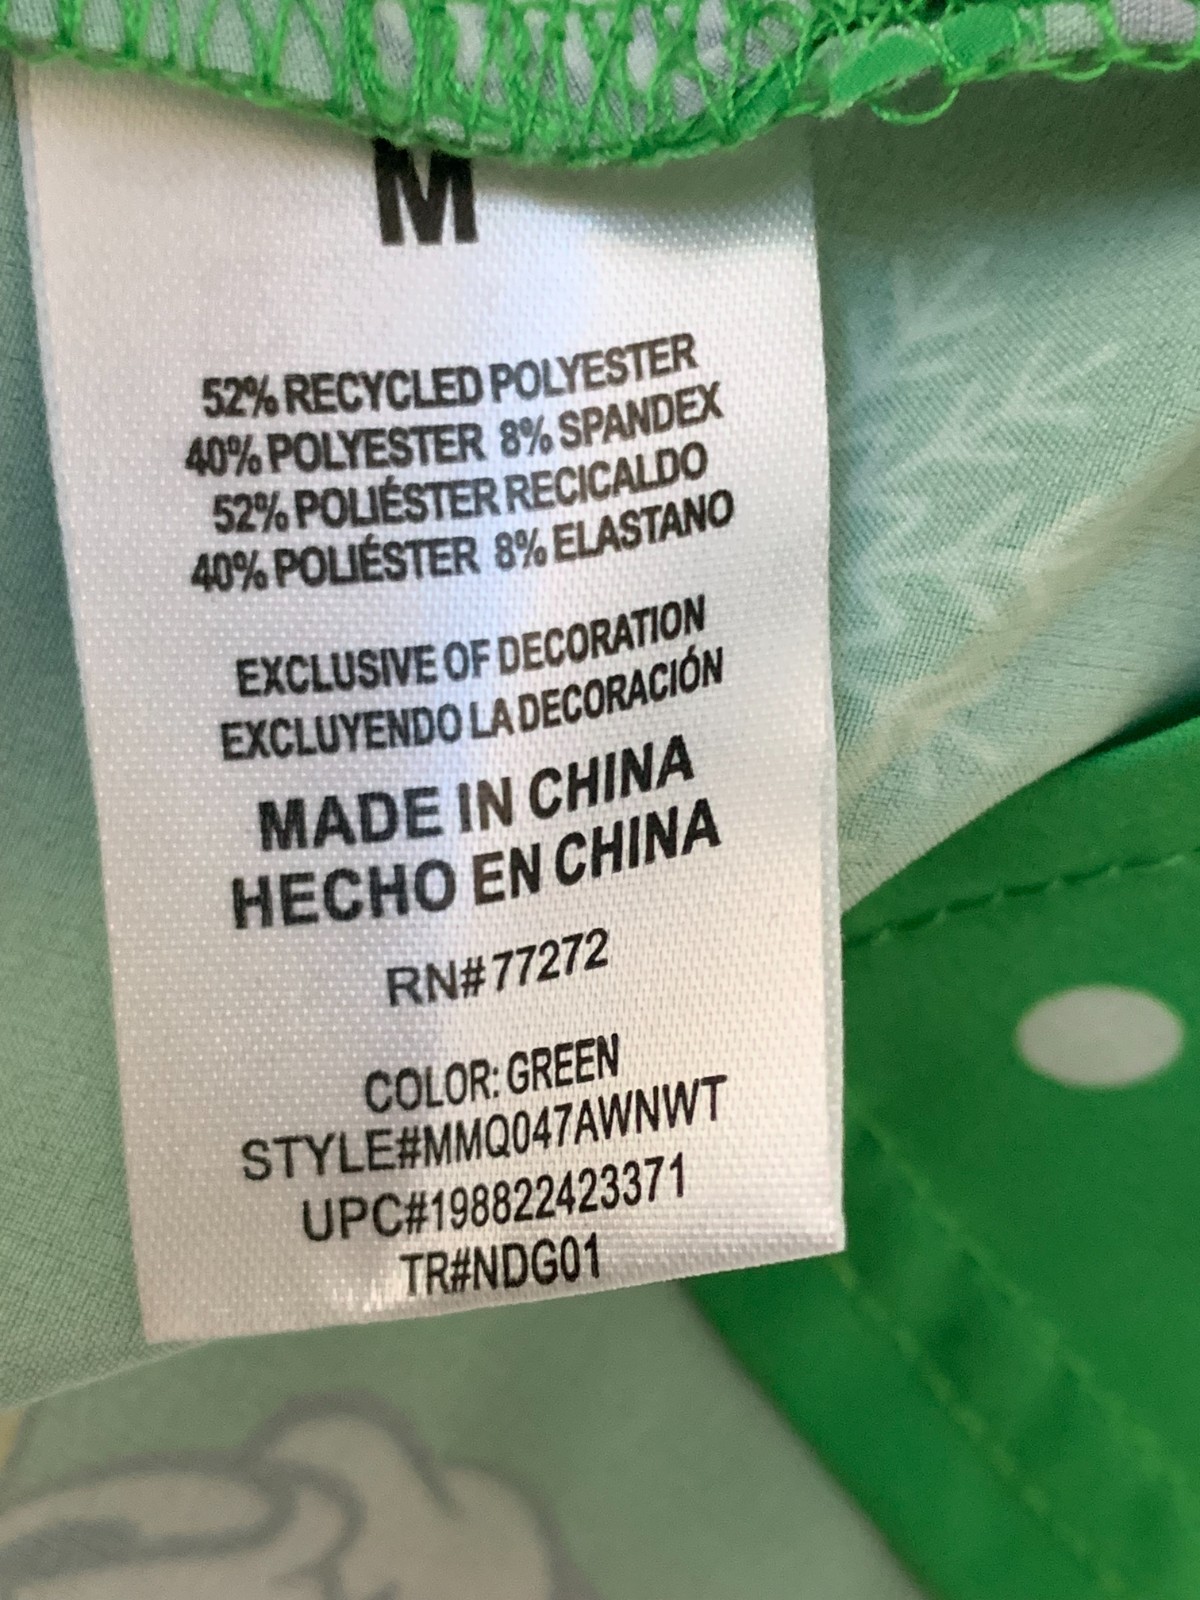 M
52% RECYCLED POLYESTER
40% POLYESTER 8% SPANDEX
52% POLIÉSTER RECICALDO
40% POLIÉSTER 8% ELASTANO
EXCLUSIVE OF DECORATION
EXCLUYENDO LA DECORACIÓN
MADE IN CHINA
HECHO EN CHINA
RN# 77272
COLOR: GREEN
STYLE#MMQ047AWNWT
UPC#198822423371
TR#NDG01